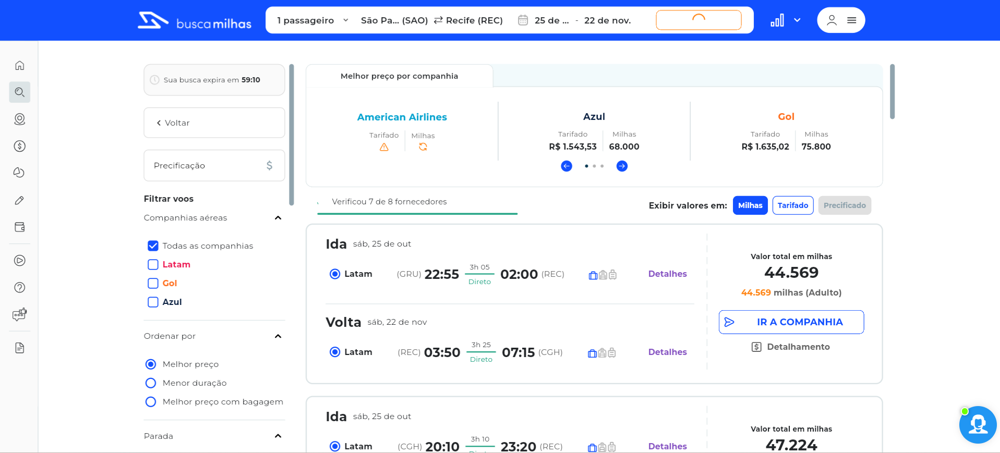 buscamilhas
1 passageiro
São Pa... (SAO) Recife (REC)
25 de ... - 22 de nov.
Sua busca expira em 59:10
Voltar
Precificação $
Filtrar voos
Companhias aéreas
Todas as companhias
Latam
Gol
Azul
Ordenar por
Melhor preço
Menor duração
Melhor preço com bagagem
Parada
Melhor preço por companhia
American Airlines
Tarifado Milhas
Azul
Tarifado Milhas
R$ 1.543,53 68.000
Gol
Tarifado Milhas
R$ 1.635,02 75.800
Verificou 7 de 8 fornecedores
Exibir valores em: Milhas Tarifado Precificado
Ida sáb, 25 de out
Latam (GRU) 22:55 3h 05 02:00 (REC) Detalhes
Direto
Volta sáb, 22 de nov
Latam (REC) 03:50 3h 25 07:15 (CGH) Detalhes
Direto
Valor total em milhas
44.569
44.569 milhas (Adulto)
IR A COMPANHIA
Detalhamento
Ida sáb, 25 de out
Latam (CGH) 20:10 3h 10 23:20 (REC) Detalhes
Valor total em milhas
47.224